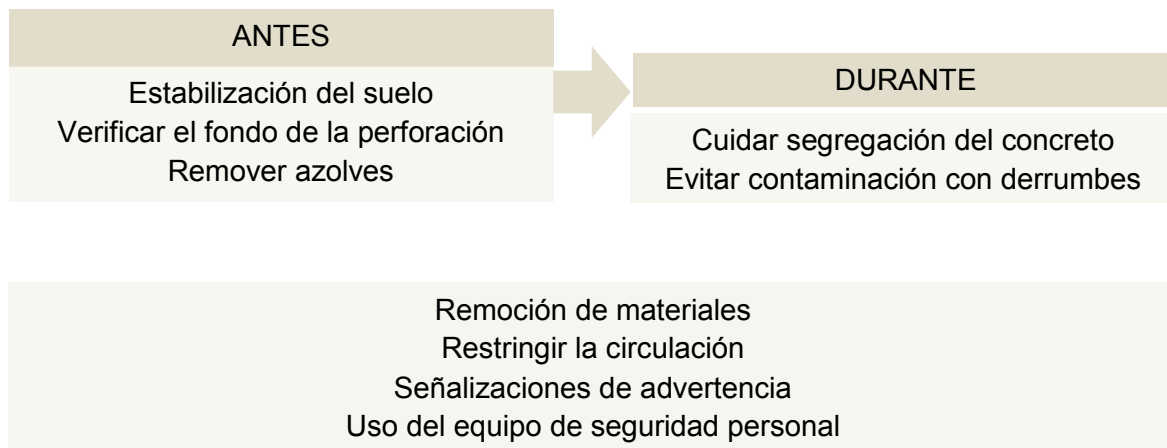 ANTES
Estabilización del suelo
Verificar el fondo de la perforación
Remover azolves
DURANTE
Cuidar segregación del concreto
Evitar contaminación con derrumbes
Remoción de materiales
Restringir la circulación
Señalizaciones de advertencia
Uso del equipo de seguridad personal